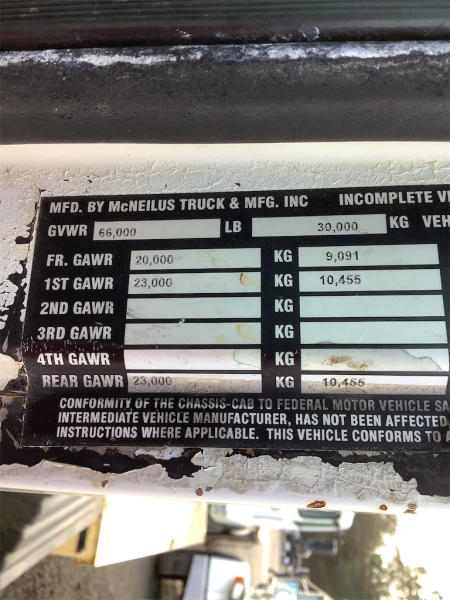 MFD. BY McNEILUS TRUCK & MFG. INC INCOMPLETE
GVWR 66,000 LB 30,000 KG
FR. GAWR 20,000 KG 9,091
1ST GAWR 23,000 KG 10,455
2ND GAWR KG
3RD GAWR KG
4TH GAWR KG
REAR GAWR 23,000 KG 10,455
CONFORMITY OF THE CHASSIS-CAB TO FEDERAL MOTOR VEHICLE SA
INTERMEDIATE VEHICLE MANUFACTURER, HAS NOT BEEN AFFECTED,
INSTRUCTIONS WHERE APPLICABLE. THIS VEHICLE CONFORMS TO